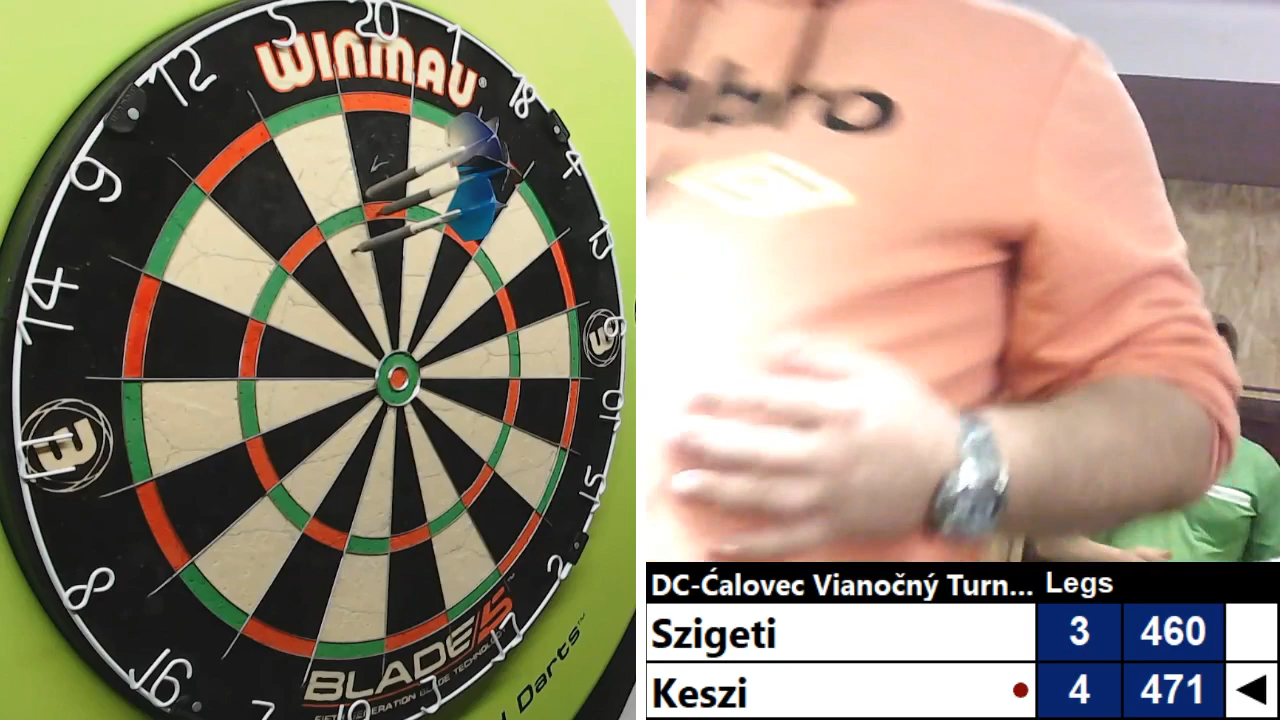 5 20 1
WINMAU®
12 18
9 4
13
14 6
W
11 10
W
15
8 2
BLADE 5
16 7 3 17
Darts™
DC-Ćalovec Vianočný Turn... Legs
Szigeti 3 460
Keszi 4 471